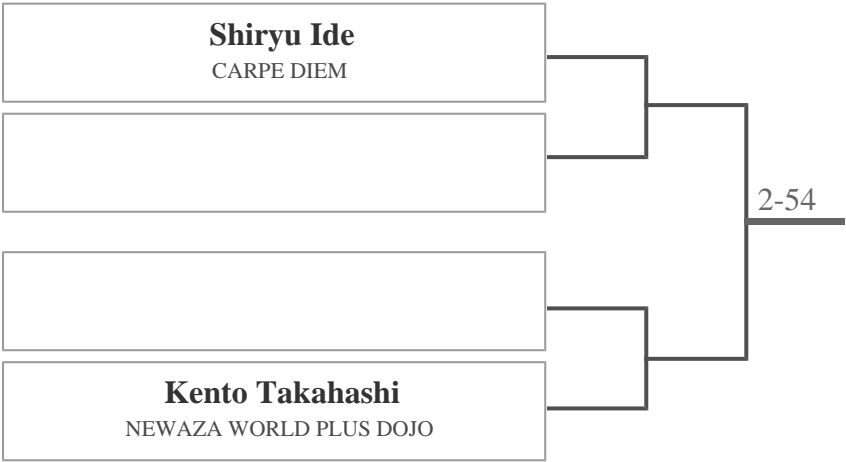 Shiryu Ide
CARPE DIEM
2-54
Kento Takahashi
NEWAZA WORLD PLUS DOJO